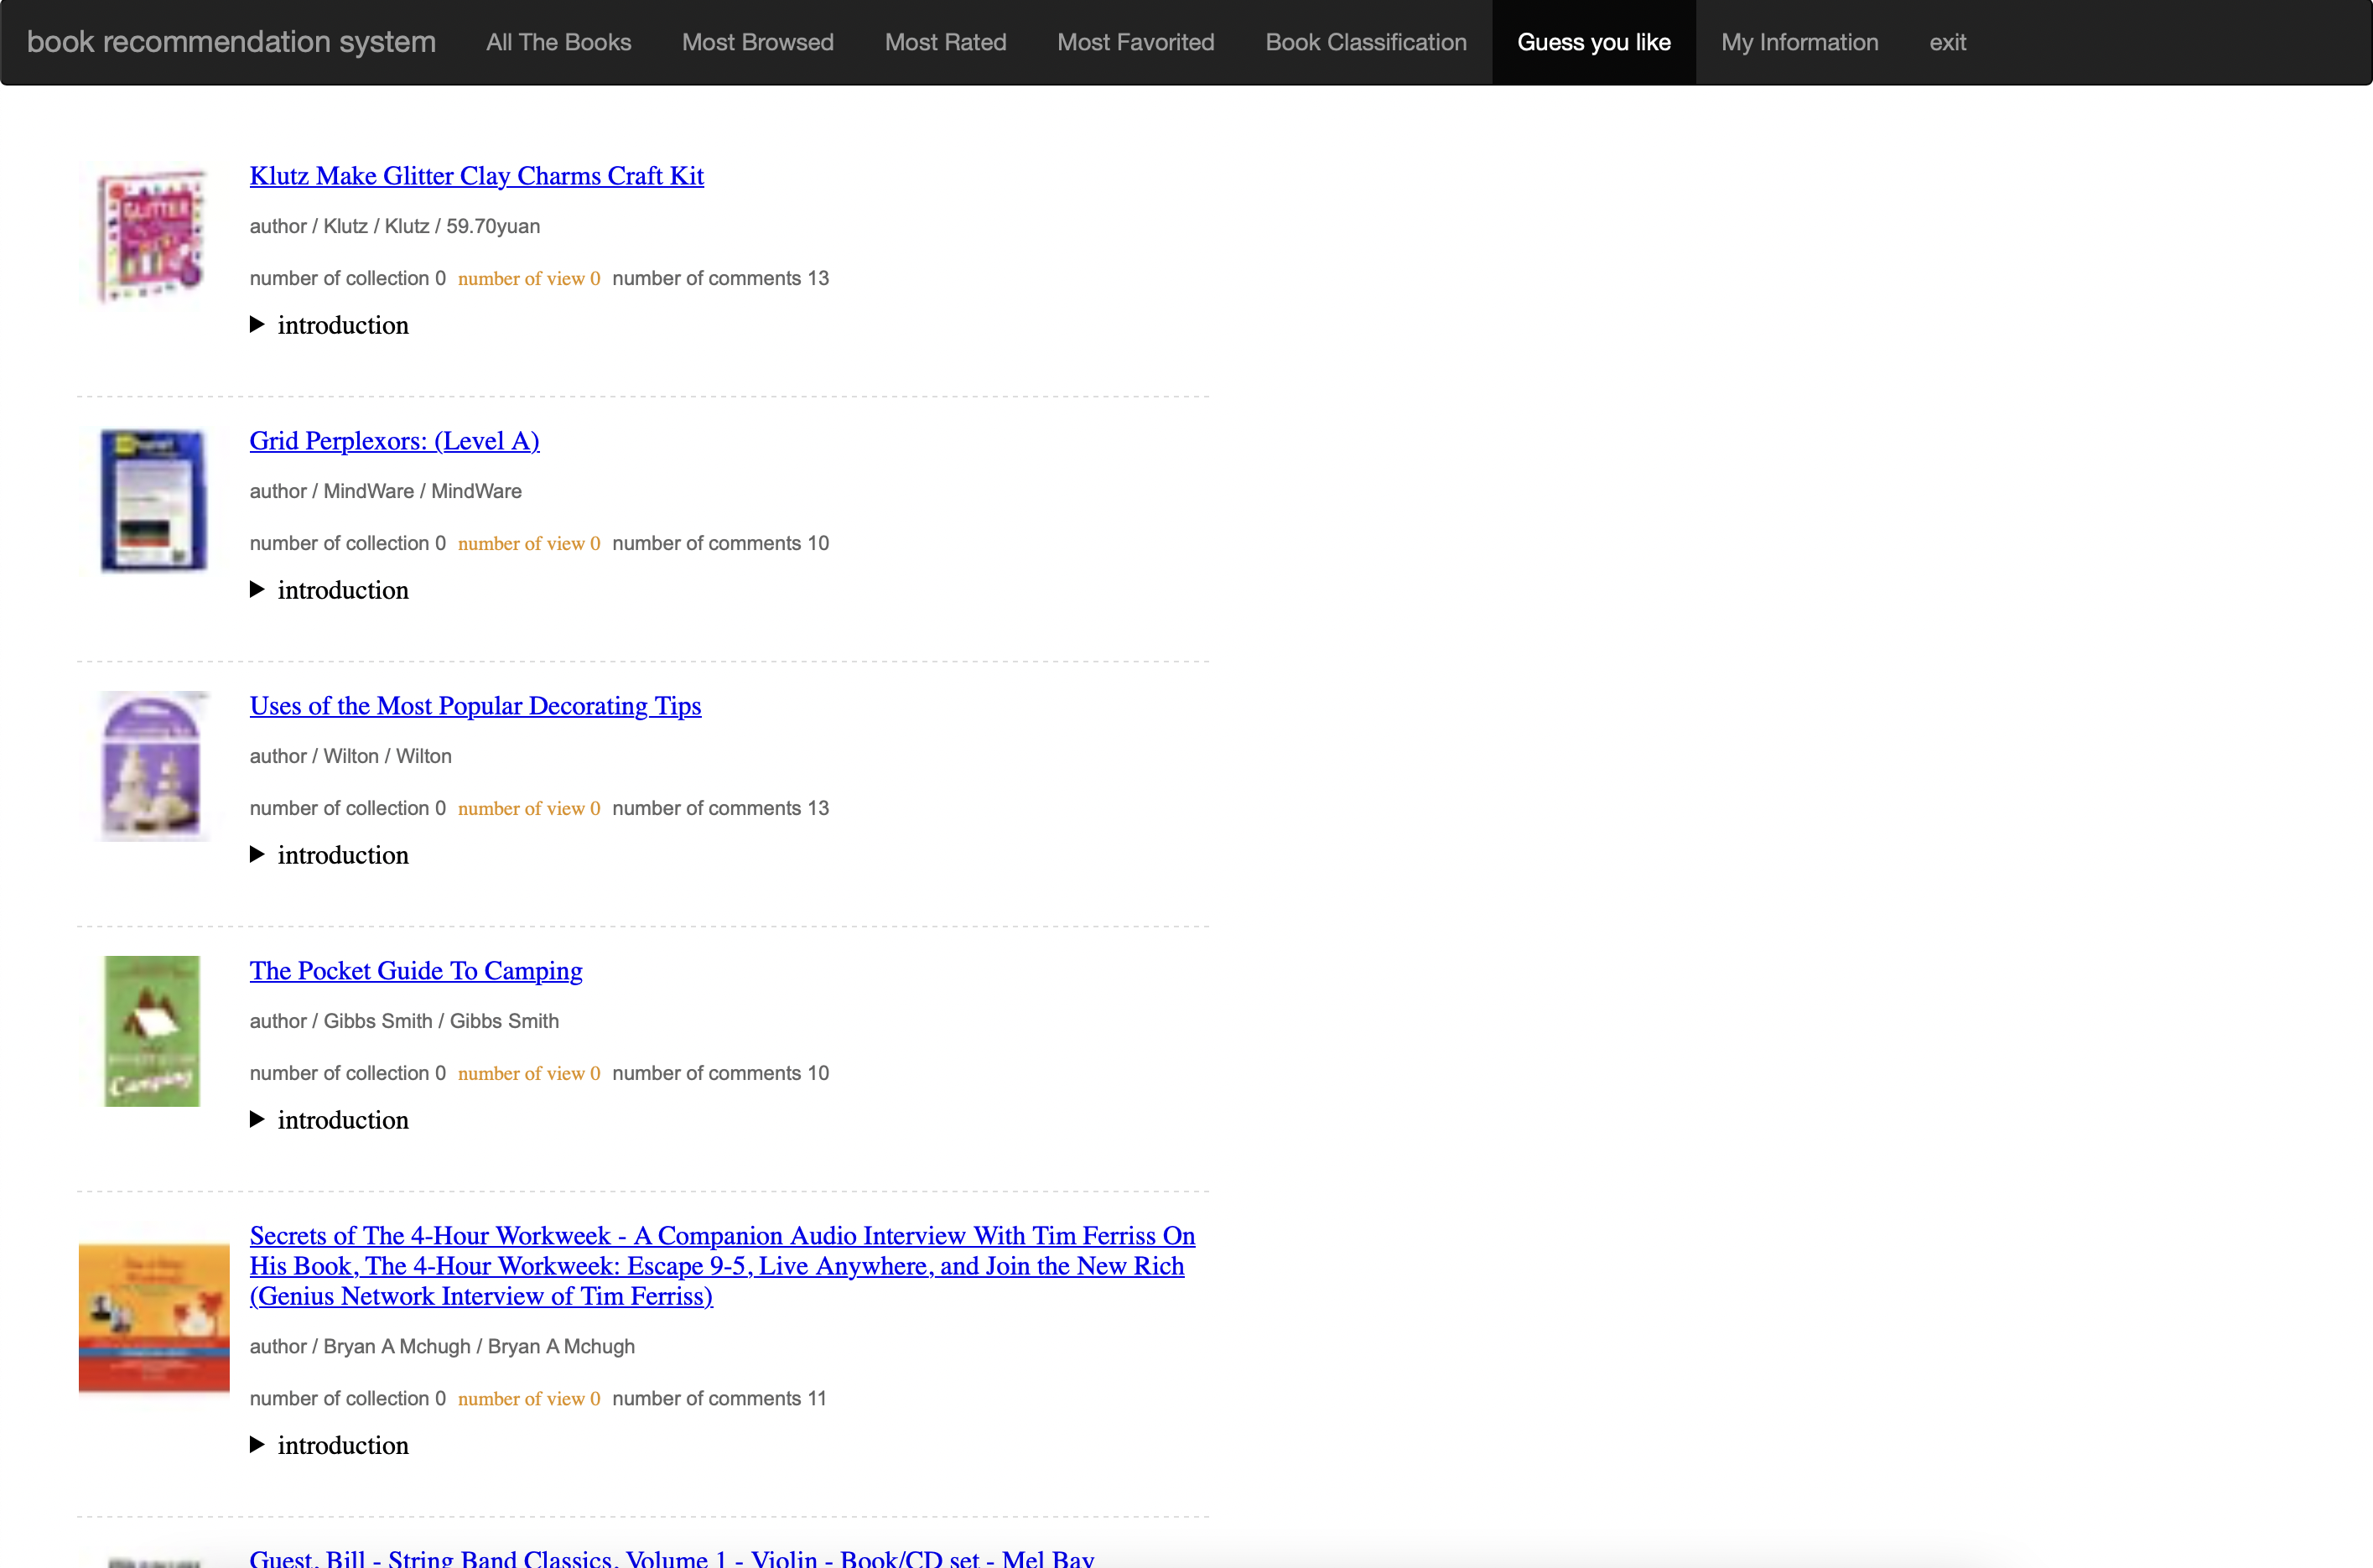 book recommendation system All The Books Most Browsed Most Rated Most Favorited Book Classification Guess you like My Information exit
Klutz Make Glitter Clay Charms Craft Kit
author / Klutz / Klutz / 59.70yuan
number of collection 0 number of view 0 number of comments 13
introduction
GLITTER
Grid Perplexors: (Level A)
author / MindWare / MindWare
number of collection 0 number of view 0 number of comments 10
introduction
Uses of the Most Popular Decorating Tips
author / Wilton / Wilton
number of collection 0 number of view 0 number of comments 13
introduction
The Pocket Guide To Camping
author / Gibbs Smith / Gibbs Smith
number of collection 0 number of view 0 number of comments 10
introduction
Camping
Secrets of The 4-Hour Workweek - A Companion Audio Interview With Tim Ferriss On
His Book, The 4-Hour Workweek: Escape 9-5, Live Anywhere, and Join the New Rich
(Genius Network Interview of Tim Ferriss)
author / Bryan A Mchugh / Bryan A Mchugh
number of collection 0 number of view 0 number of comments 11
introduction
Guest, Bill - String Band Classics, Volume 1 - Violin - Book/CD set - Mel Bay